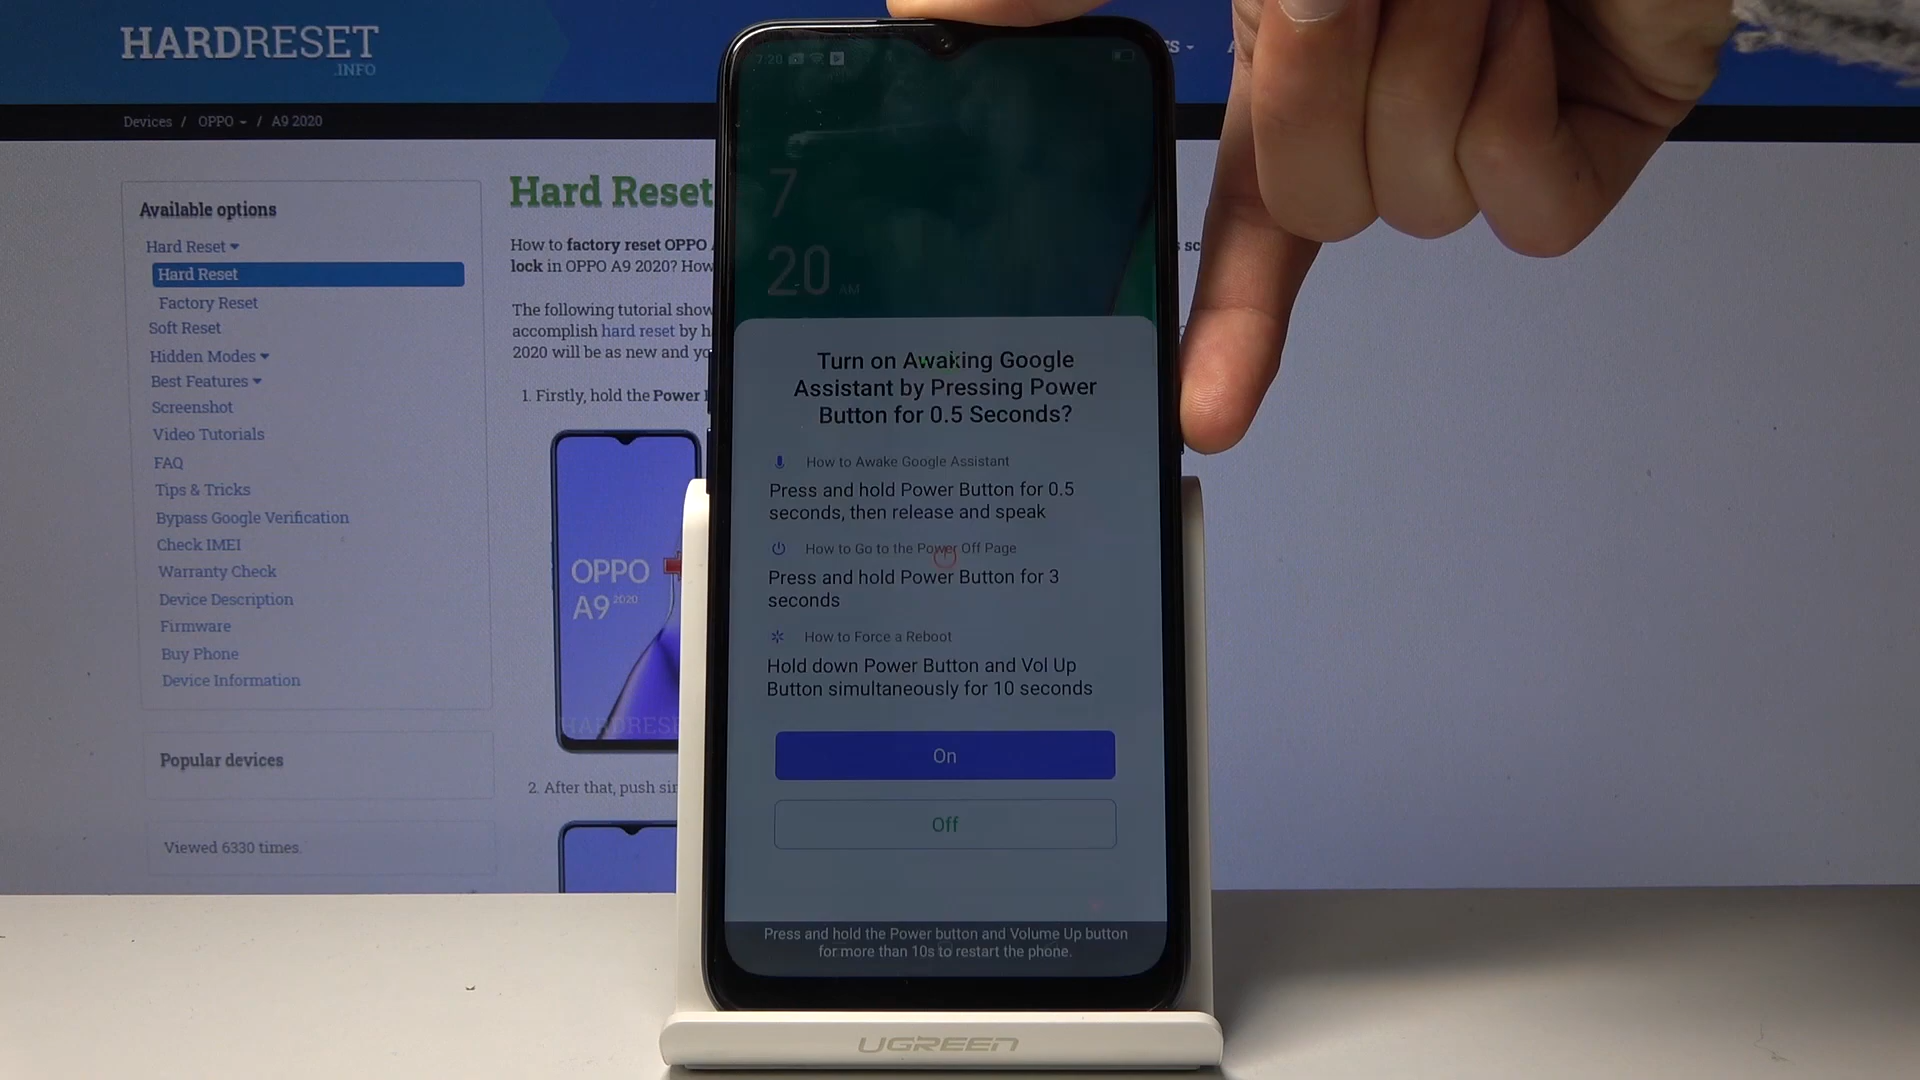 HARDRESET
.INFO
Devices / OPPO / A9 2020
Available options
Hard Reset
Hard Reset
Factory Reset
Soft Reset
Hidden Modes
Best Features
Screenshot
Video Tutorials
FAQ
Tips & Tricks
Bypass Google Verification
Check IMEI
Warranty Check
Device Description
Firmware
Buy Phone
Device Information
Popular devices
Viewed 6330 times.
Hard Reset
How to factory reset OPPO
lock in OPPO A9 2020? How
The following tutorial show
accomplish hard reset by h
2020 will be as new and yo
1. Firstly, hold the Power
OPPO
A9 2020
HARDRESE
2. After that, push sin
7:20
7
20 AM
Turn on Awaking Google
Assistant by Pressing Power
Button for 0.5 Seconds?
How to Awake Google Assistant
Press and hold Power Button for 0.5
seconds, then release and speak
How to Go to the Power Off Page
Press and hold Power Button for 3
seconds
How to Force a Reboot
Hold down Power Button and Vol Up
Button simultaneously for 10 seconds
On
Off
Press and hold the Power button and Volume Up button
for more than 10s to restart the phone.
UGREEN